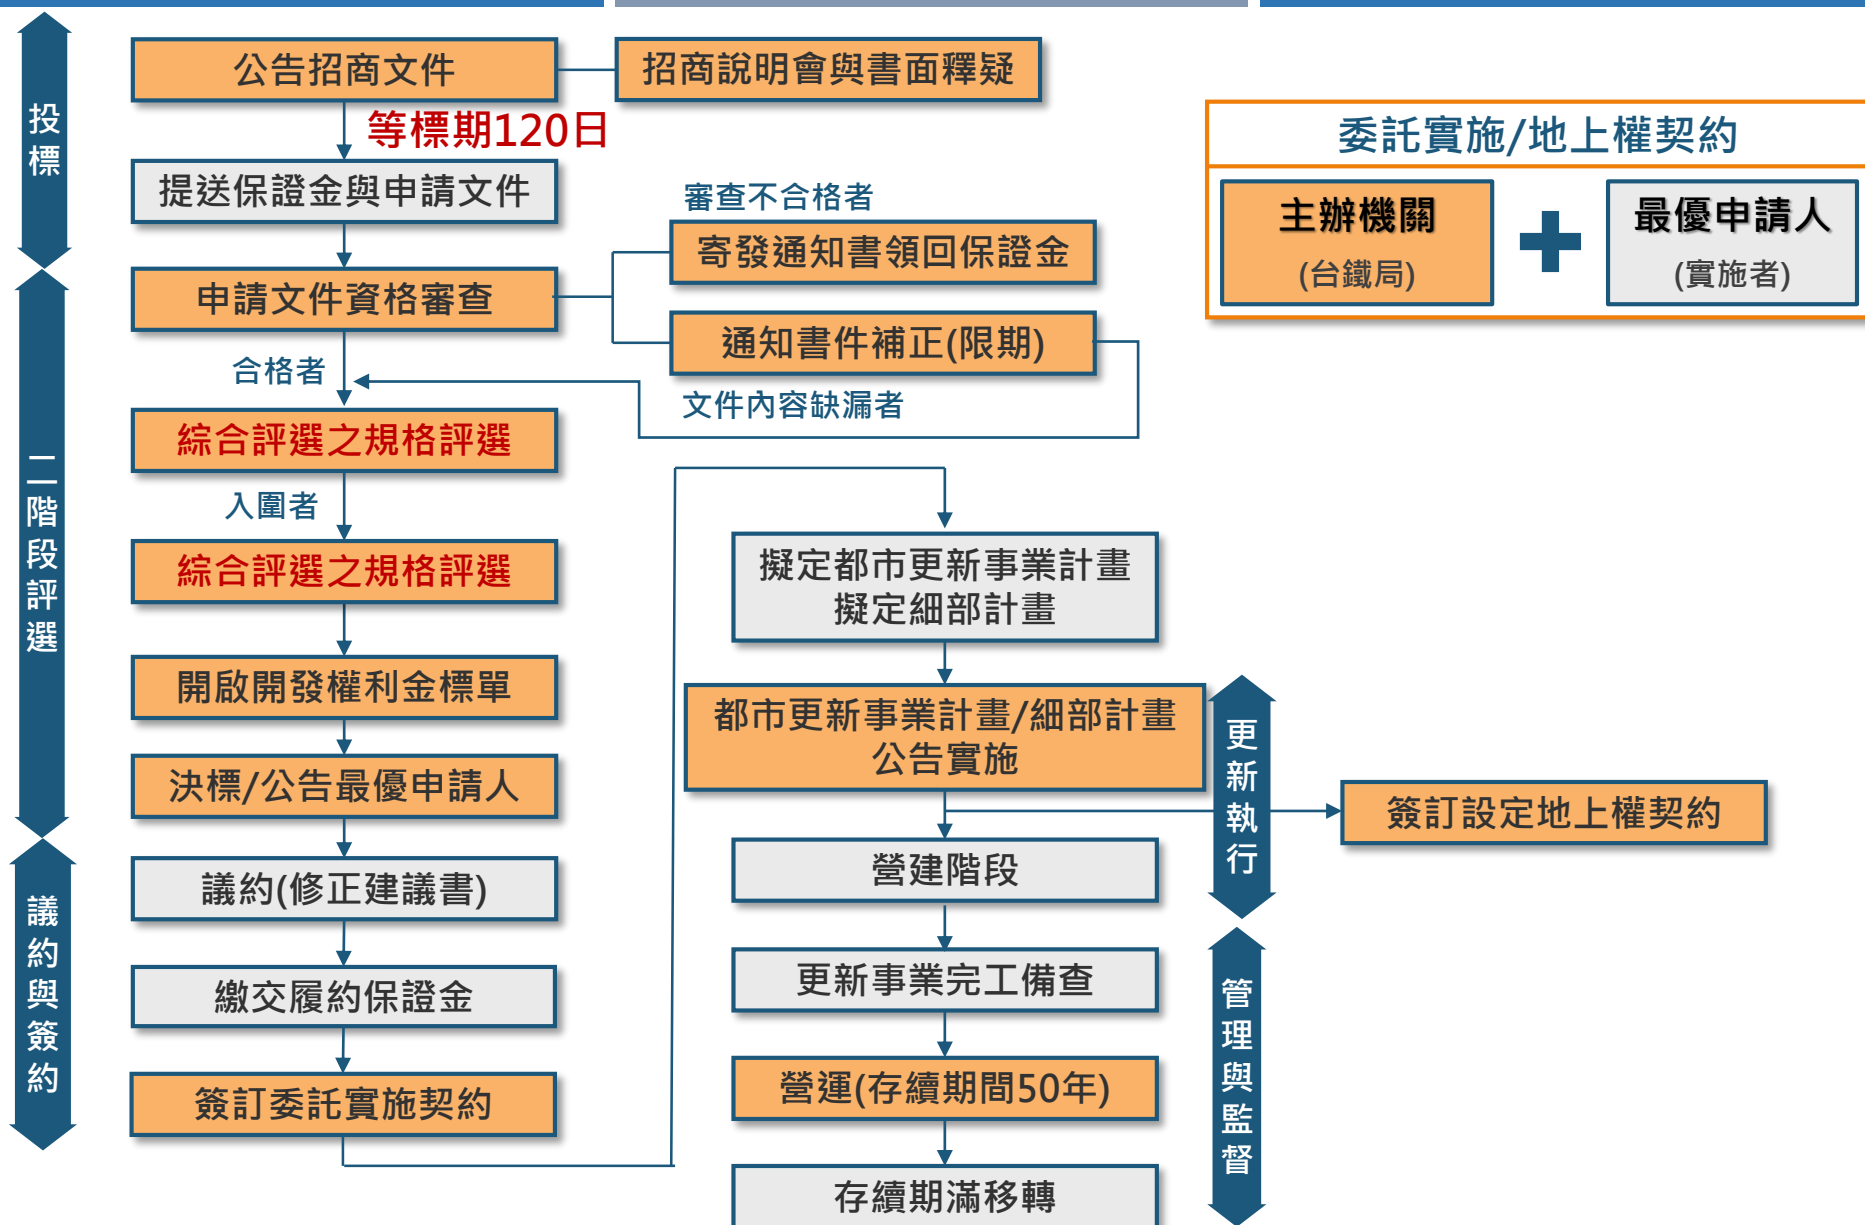 投標
公告招商文件
招商說明會與書面釋疑
等標期120日
提送保證金與申請文件
委託實施/地上權契約
主辦機關
(台鐵局)
最優申請人
(實施者)
二階段評選
申請文件資格審查
審查不合格者
寄發通知書領回保證金
通知書件補正(限期)
文件內容缺漏者
合格者
綜合評選之規格評選
入圍者
綜合評選之規格評選
開啟開發權利金標單
決標/公告最優申請人
議約與簽約
議約(修正建議書)
繳交履約保證金
簽訂委託實施契約
擬定都市更新事業計畫
擬定細部計畫
更新執行
都市更新事業計畫/細部計畫
公告實施
簽訂設定地上權契約
營建階段
管理與監督
更新事業完工備查
營運(存續期間50年)
存續期滿移轉